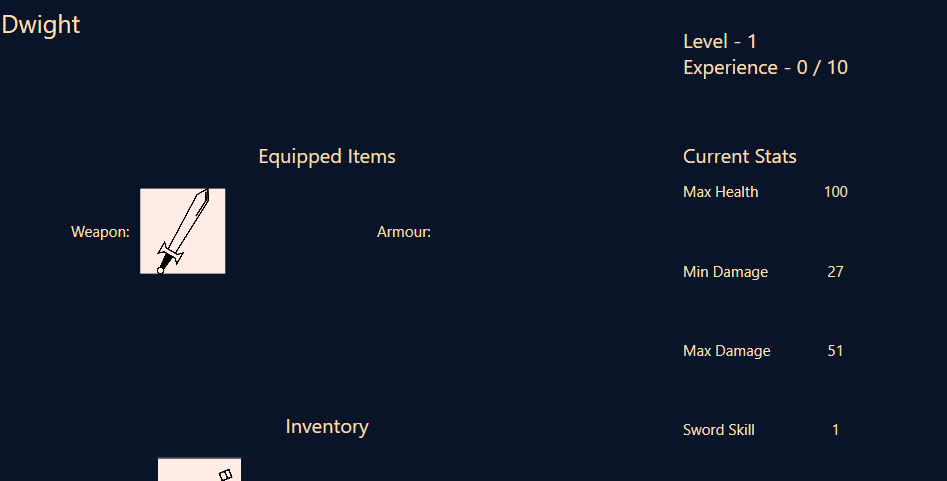 Dwight
Level - 1
Experience - 0 / 10
Equipped Items
Current Stats
Weapon:
Armour:
Max Health 100
Min Damage 27
Max Damage 51
Inventory
Sword Skill 1